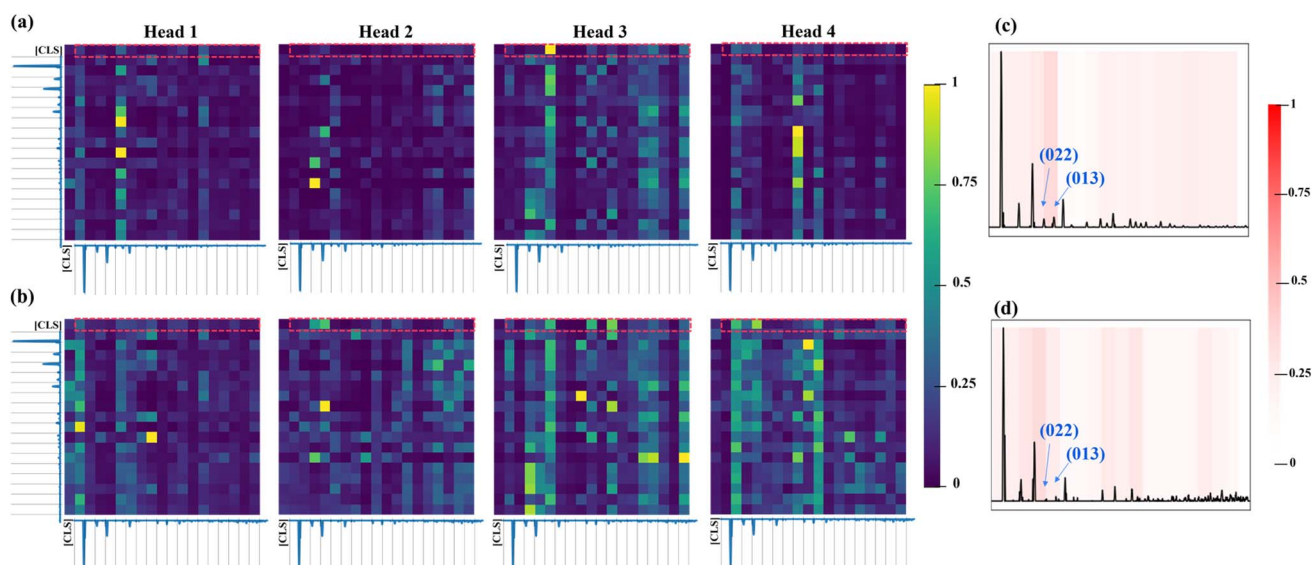 (a)
Head 1
Head 2
Head 3
Head 4
(c)
[CLS]
1
0.75
0.5
0.25
0
[CLS]
[CLS]
[CLS]
[CLS]
(022)
(013)
1
0.75
0.5
0.25
0
(b)
[CLS]
[CLS]
[CLS]
[CLS]
[CLS]
(d)
(022)
(013)